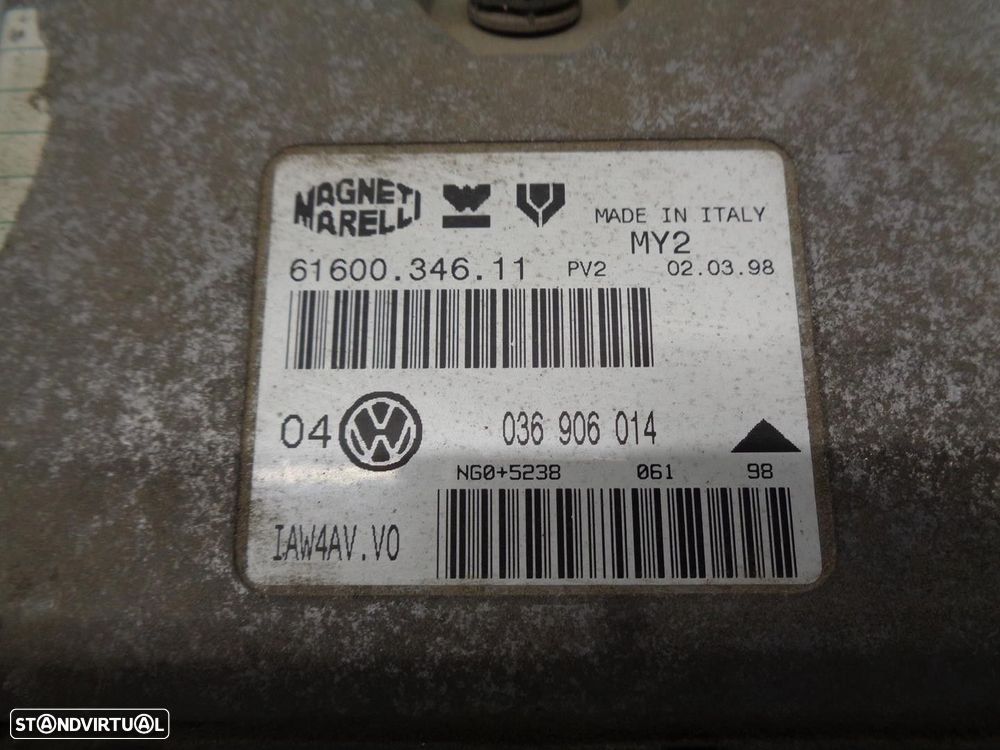 MAGNETI
MARELLI
MADE IN ITALY
MY2
61600.346.11 PV2 02.03.98
04 036 906 014
NG0+5238 061 98
IAW4AV.V0
STANDVIRTUAL